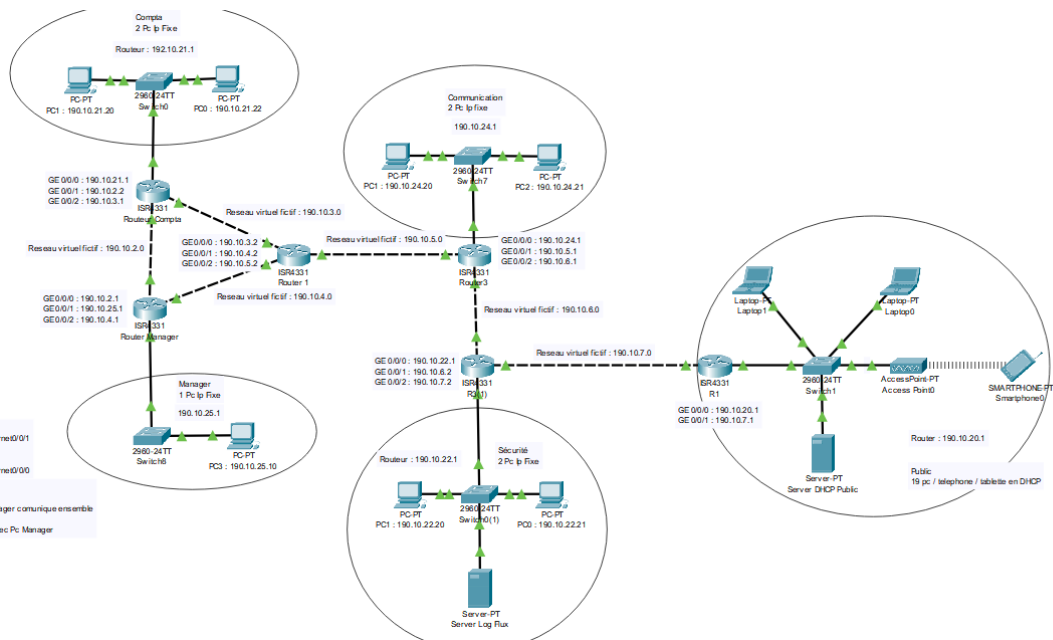 Compta
2 Pc Ip Fixe
Routeur : 192.10.21.1
PC-PT
PC1 : 190.10.21.20
2960-24TT
Switch0
PC-PT
PC0 : 190.10.21.22
GE 0/0/0 : 190.10.21.1
GE 0/0/1 : 190.10.2.2
GE 0/0/2 : 190.10.3.1
ISR4331
Routeur Compta
Reseau virtuel fictif : 190.10.3.0
Reseau virtuel fictif : 190.10.2.0
GE0/0/0 : 190.10.3.2
GE0/0/1 : 190.10.4.2
GE0/0/2 : 190.10.5.2
ISR4331
Router 1
Reseau virtuel fictif : 190.10.5.0
Reseau virtuel fictif : 190.10.4.0
GE0/0/0 : 190.10.2.1
GE0/0/1 : 190.10.25.1
GE0/0/2 : 190.10.4.1
ISR4331
Router Manager
Manager
1 Pc Ip Fixe
190.10.25.1
2960-24TT
Switch6
PC-PT
PC3 : 190.10.25.10
rnet0/0/1
rnet0/0/0
ager comunique ensemble
ec Pc Manager
Communication
2 Pc Ip fixe
190.10.24.1
PC-PT
PC1 : 190.10.24.20
2960-24TT
Switch7
PC-PT
PC2 : 190.10.24.21
ISR4331
Router3
GE0/0/0 : 190.10.24.1
GE0/0/1 : 190.10.5.1
GE0/0/2 : 190.10.6.1
Reseau virtuel fictif : 190.10.6.0
GE 0/0/0 : 190.10.22.1
GE0/0/1 : 190.10.6.2
GE 0/0/2 : 190.10.7.2
ISR4331
Reseau virtuel fictif : 190.10.7.0
Routeur : 190.10.22.1
Sécurité
2 Pc Ip Fixe
PC-PT
PC1 : 190.10.22.20
2960-24TT
Switch0(1)
PC-PT
PC0 : 190.10.22.21
Server-PT
Server Log Flux
ISR4331
R1
GE0/0/0 : 190.10.20.1
GE 0/0/1 : 190.10.7.1
Laptop-PT
Laptop1
Laptop-PT
Laptop0
2960-24TT
Switch1
AccessPoint-PT
Access Point0
SMARTPHONE-PT
Smartphone0
Server-PT
Server DHCP Public
Router : 190.10.20.1
Public
19 pc / telephone / tablette en DHCP